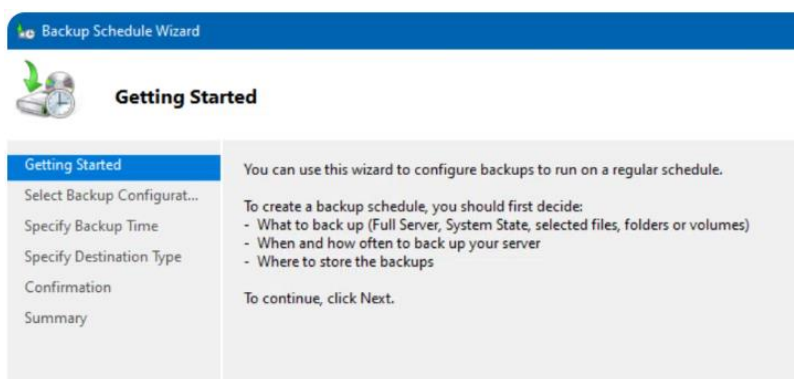 Backup Schedule Wizard
Getting Started
Getting Started
Select Backup Configurat...
Specify Backup Time
Specify Destination Type
Confirmation
Summary
You can use this wizard to configure backups to run on a regular schedule.
To create a backup schedule, you should first decide:
- What to back up (Full Server, System State, selected files, folders or volumes)
- When and how often to back up your server
- Where to store the backups
To continue, click Next.